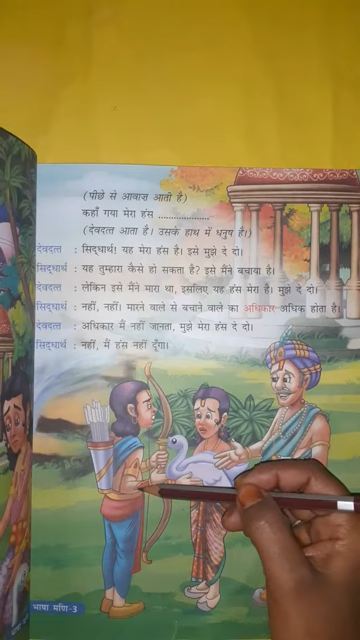 (पीछे से आवाज़ आती है)
कहाँ गया मेरा हंस ....................
(देवदत्त आता है। उसके हाथ में धनुष है।)
देवदत्त : सिद्धार्थ! यह मेरा हंस है। इसे मुझे दे दो।
सिद्धार्थ : यह तुम्हारा कैसे हो सकता है? इसे मैंने बचाया है।
देवदत्त : लेकिन इसे मैंने मारा था, इसलिए यह हंस मेरा है। मुझे दे दो।
सिद्धार्थ : नहीं, नहीं। मारने वाले से बचाने वाले का अधिकार अधिक होता है।
देवदत्त : अधिकार मैं नहीं जानता, मुझे मेरा हंस दे दो।
सिद्धार्थ : नहीं, मैं हंस नहीं दूँगा।
भाषा मणि-3